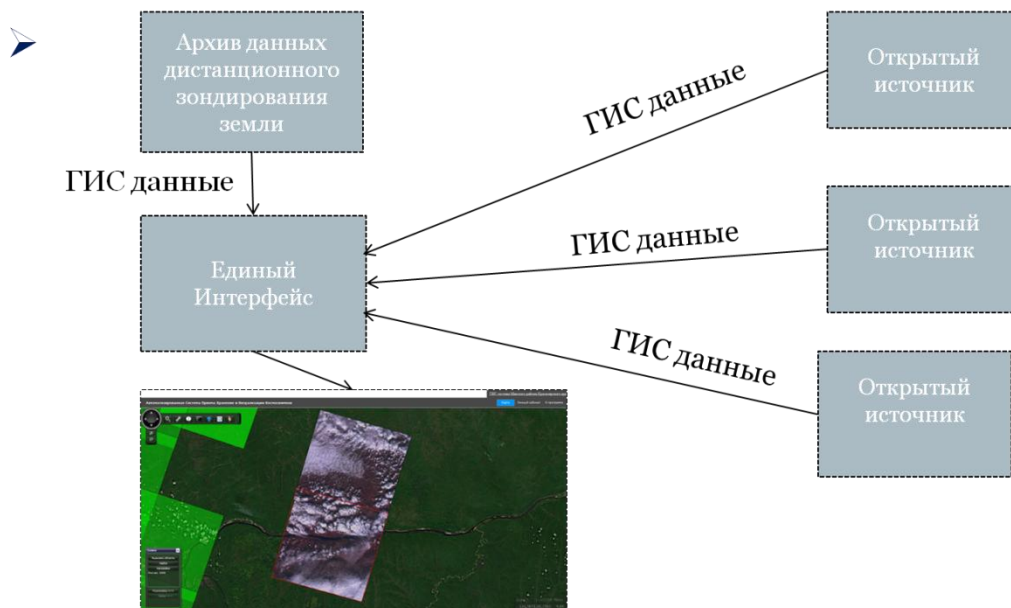 Архив данных
дистанционного
зондирования
земли
Открытый
источник
ГИС данные
ГИС данные
Открытый
источник
ГИС данные
Единый
Интерфейс
ГИС данные
Открытый
источник